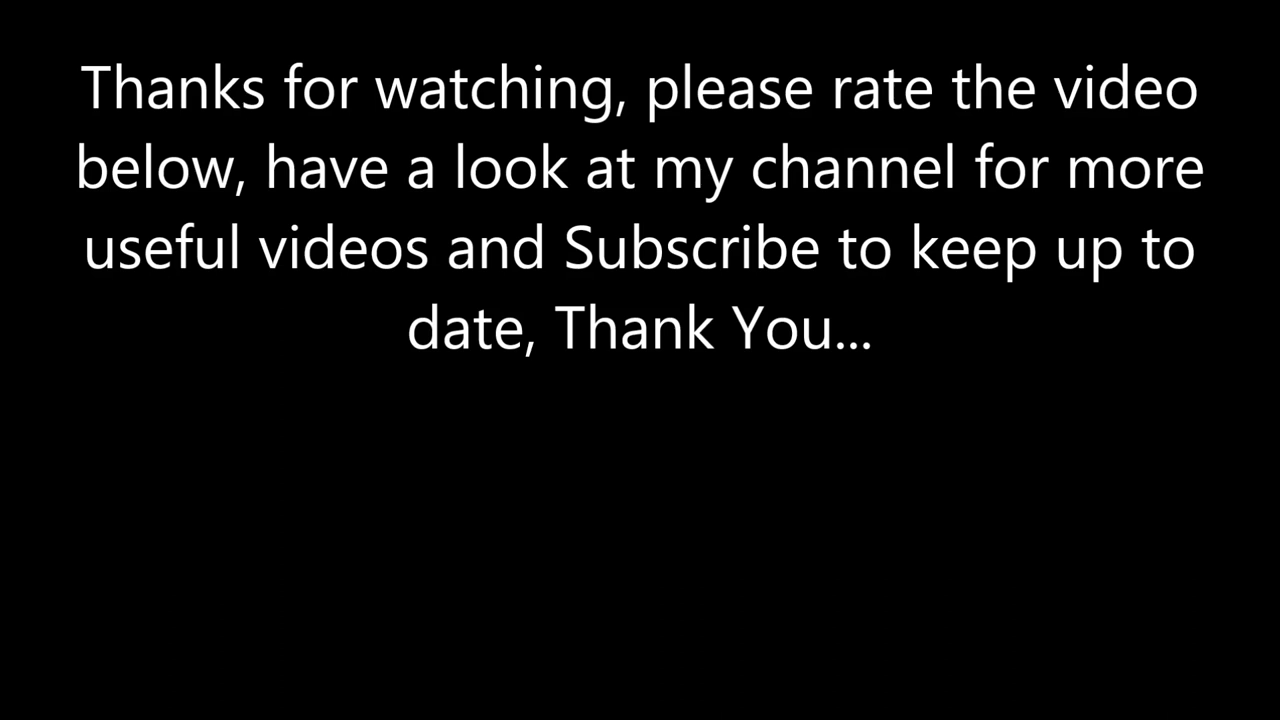 Thanks for watching, please rate the video
below, have a look at my channel for more
useful videos and Subscribe to keep up to
date, Thank You...